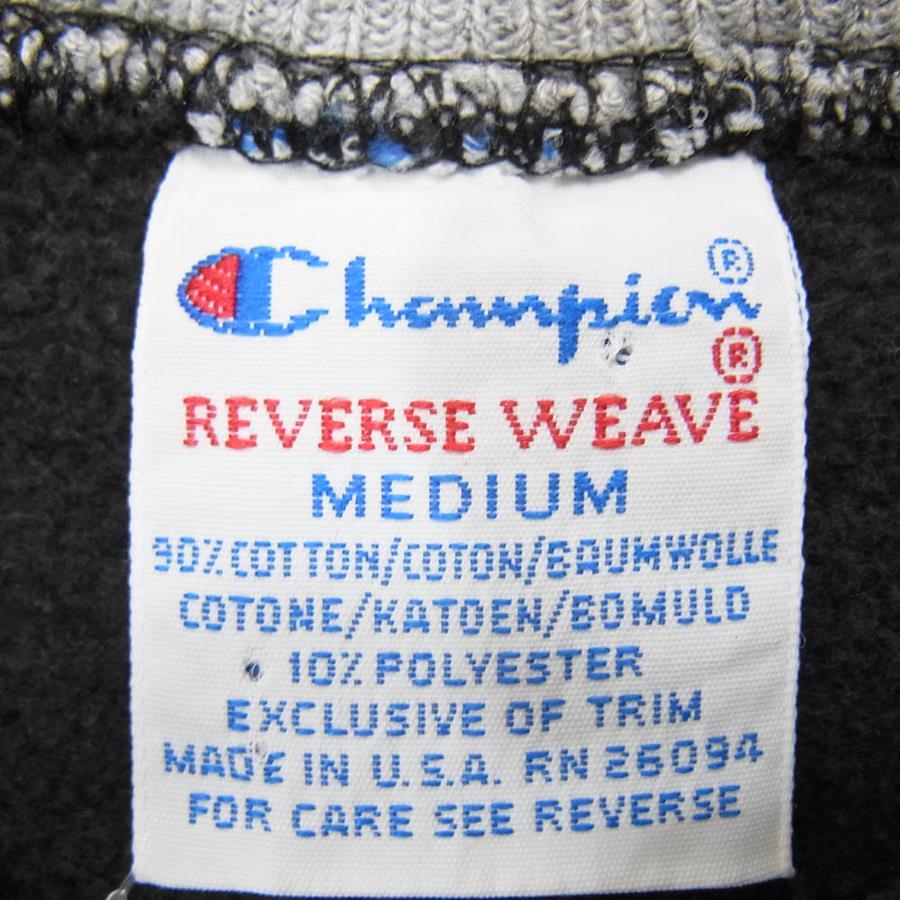 Champion®
REVERSE WEAVE®
MEDIUM
90% COTTON/COTON/BAUMWOLLE
COTONE/KATOEN/BOMULD
10% POLYESTER
EXCLUSIVE OF TRIM
MADE IN U.S.A. RN 26094
FOR CARE SEE REVERSE